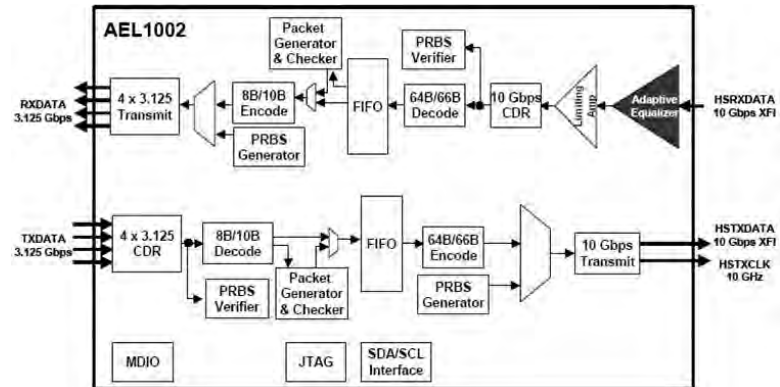 AEL1002
Packet
Generator
& Checker
PRBS
Verifier
RXDATA
3.125 Gbps
4 x 3.125
Transmit
8B/10B
Encode
FIFO
64B/66B
Decode
10 Gbps
CDR
Limiting
Amp
Adaptive
Equalizer
HSRXDATA
10 Gbps XFI
PRBS
Generator
TXDATA
3.125 Gbps
4 x 3.125
CDR
8B/10B
Decode
FIFO
64B/66B
Encode
10 Gbps
Transmit
HSTXDATA
10 Gbps XFI
HSTXCLK
10 GHz
PRBS
Verifier
Packet
Generator
& Checker
PRBS
Generator
MDIO
JTAG
SDA/SCL
Interface